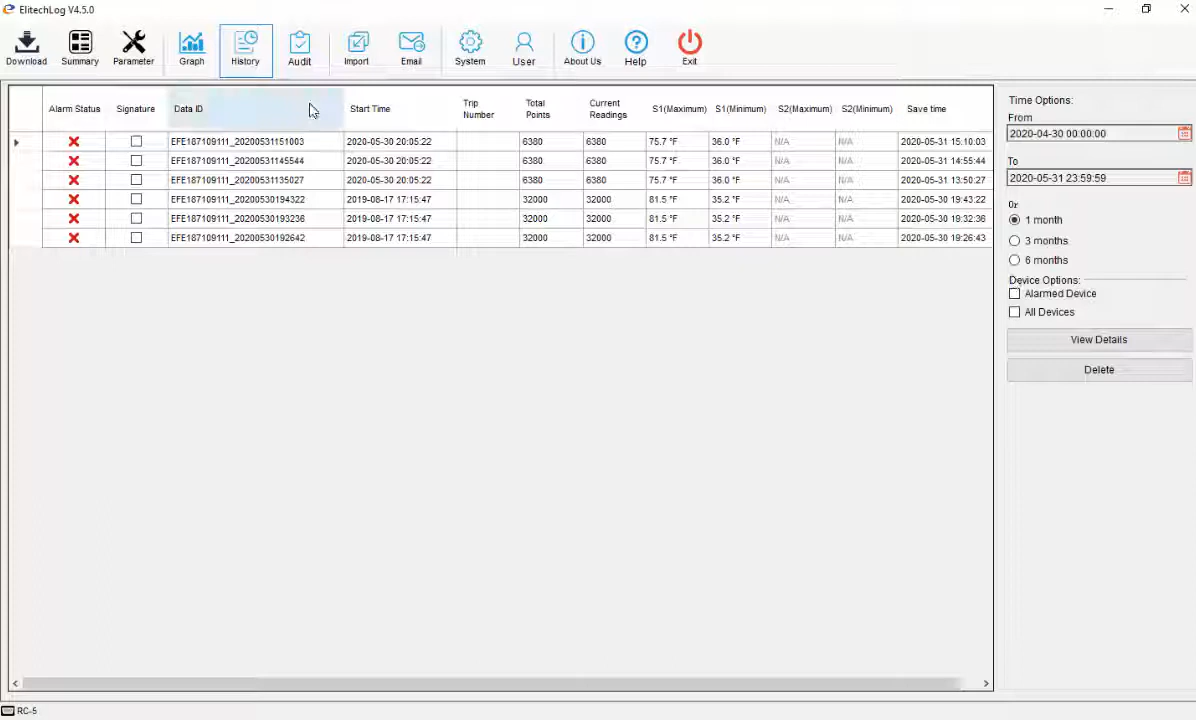 ElitechLog V4.5.0
Download Summary Parameter Graph History Audit Import Email System User About Us Help Exit
Alarm Status Signature Data ID Start Time Trip Number Total Points Current Readings S1(Maximum) S1(Minimum) S2(Maximum) S2(Minimum) Save time
EFE187109111_20200531151003 2020-05-30 20:05:22 6380 6380 75.7 °F 36.0 °F N/A N/A 2020-05-31 15:10:03
EFE187109111_20200531145544 2020-05-30 20:05:22 6380 6380 75.7 °F 36.0 °F N/A N/A 2020-05-31 14:55:44
EFE187109111_20200531135027 2020-05-30 20:05:22 6380 6380 75.7 °F 36.0 °F N/A N/A 2020-05-31 13:50:27
EFE187109111_20200530194322 2019-08-17 17:15:47 32000 32000 81.5 °F 35.2 °F N/A N/A 2020-05-30 19:43:22
EFE187109111_20200530193236 2019-08-17 17:15:47 32000 32000 81.5 °F 35.2 °F N/A N/A 2020-05-30 19:32:36
EFE187109111_20200530192642 2019-08-17 17:15:47 32000 32000 81.5 °F 35.2 °F N/A N/A 2020-05-30 19:26:43
Time Options:
From
2020-04-30 00:00:00
To
2020-05-31 23:59:59
Or
1 month
3 months
6 months
Device Options:
Alarmed Device
All Devices
View Details
Delete
RC-5